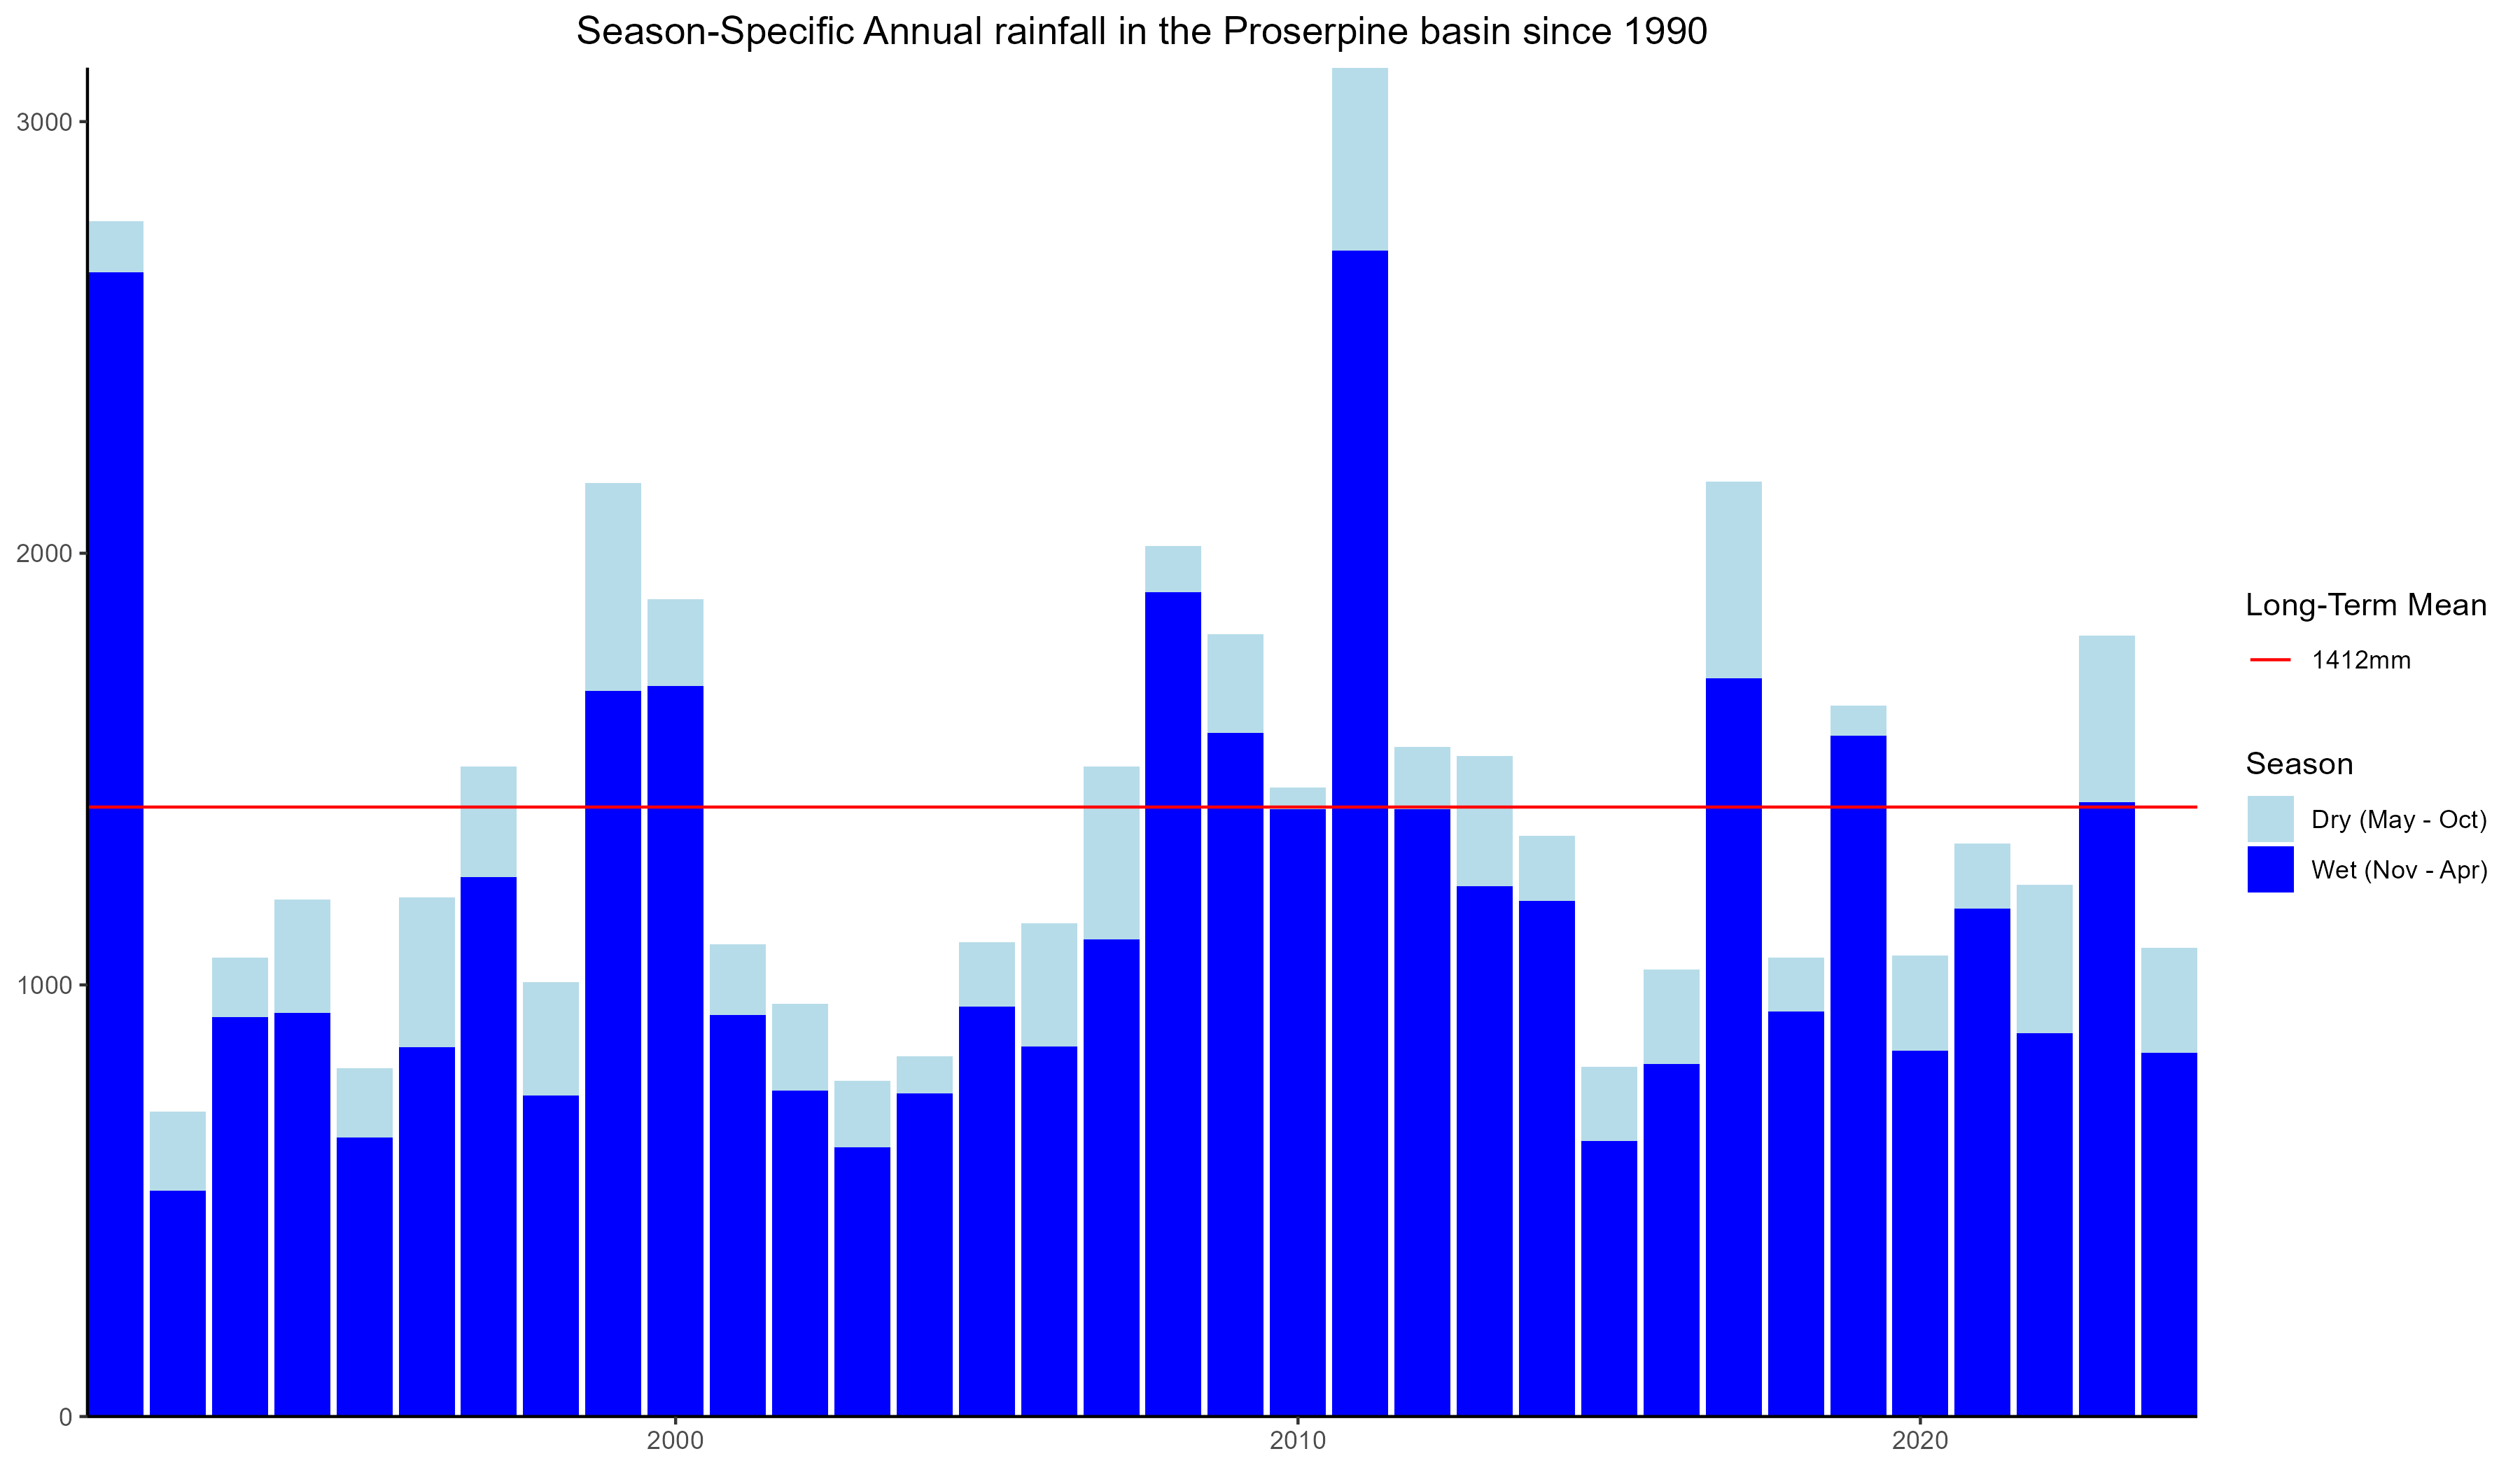 Season-Specific Annual rainfall in the Proserpine basin since 1990
3000
2000
1000
0
2000
2010
2020
Long-Term Mean
1412mm
Season
Dry (May - Oct)
Wet (Nov - Apr)